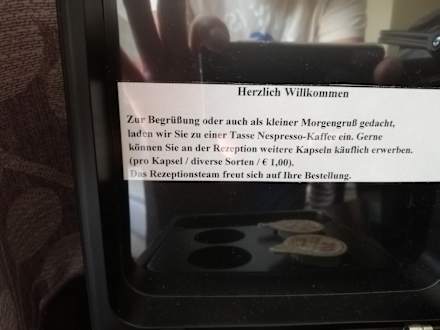 Herzlich Willkommen
Zur Begrüßung oder auch als kleiner Morgengruß gedacht,
laden wir Sie zu einer Tasse Nespresso-Kaffee ein. Gerne
können Sie an der Rezeption weitere Kapseln käuflich erwerben.
(pro Kapsel / diverse Sorten / € 1,00).
Das Rezeptionsteam freut sich auf Ihre Bestellung.